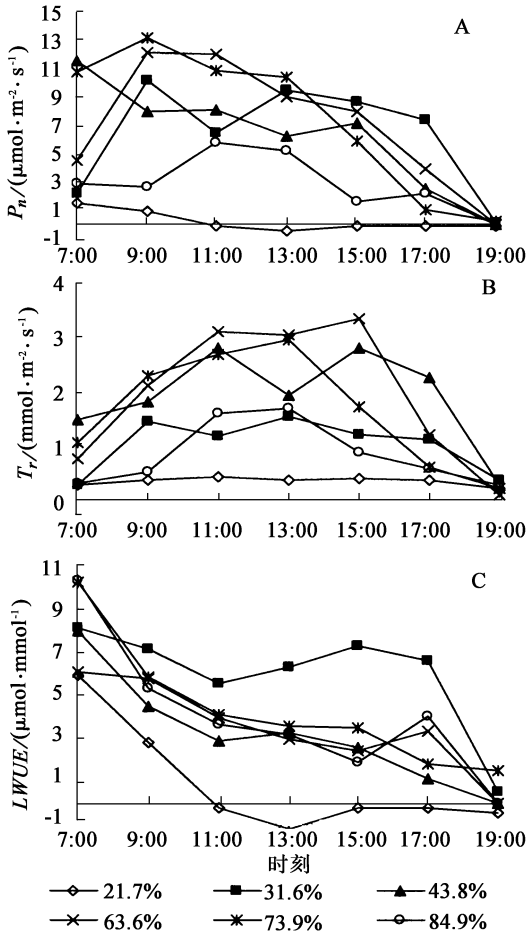 A
Pn/(μmol·m-2·s-1)
15
13
11
9
7
5
3
1
-1
7:00 9:00 11:00 13:00 15:00 17:00 19:00
B
Tr/(mmol·m-2·s-1)
4
3
2
1
0
7:00 9:00 11:00 13:00 15:00 17:00 19:00
C
LWUE/(μmol·mmol-1)
11
9
7
5
3
1
-1
7:00 9:00 11:00 13:00 15:00 17:00 19:00
时刻
21.7% 31.6% 43.8%
63.6% 73.9% 84.9%